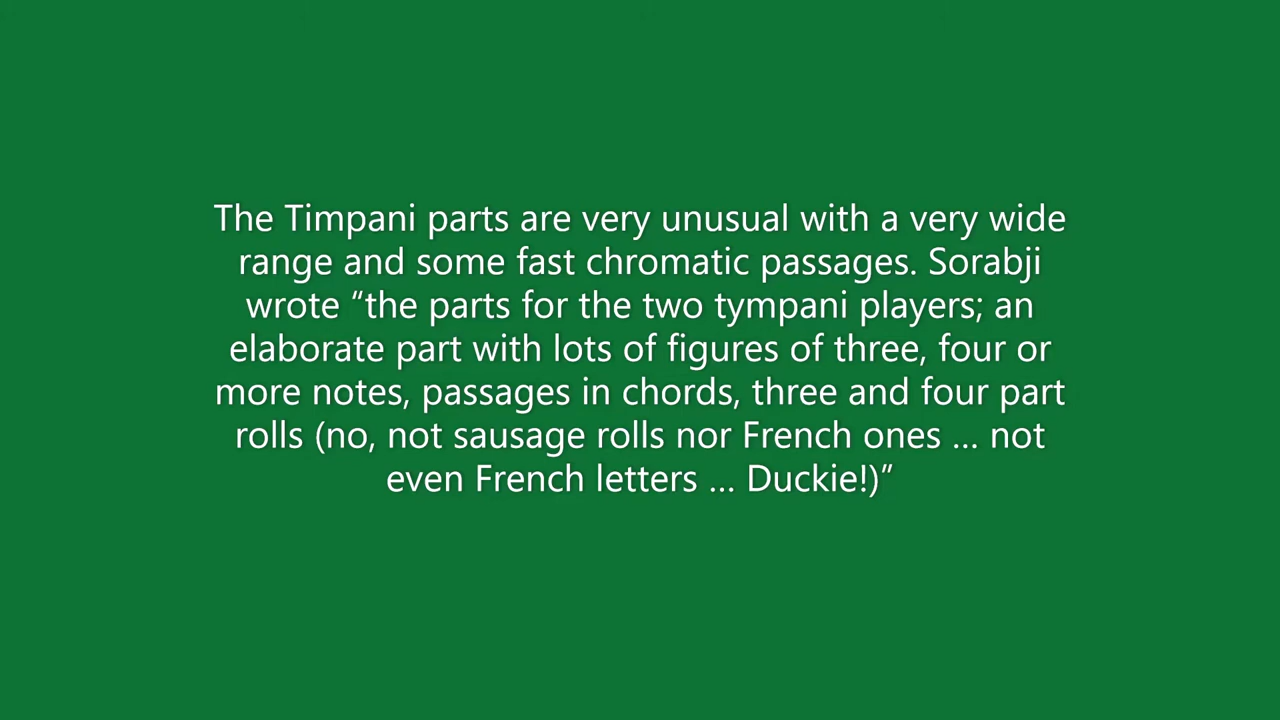 The Timpani parts are very unusual with a very wide
range and some fast chromatic passages. Sorabji
wrote “the parts for the two tympani players; an
elaborate part with lots of figures of three, four or
more notes, passages in chords, three and four part
rolls (no, not sausage rolls nor French ones … not
even French letters … Duckie!)”